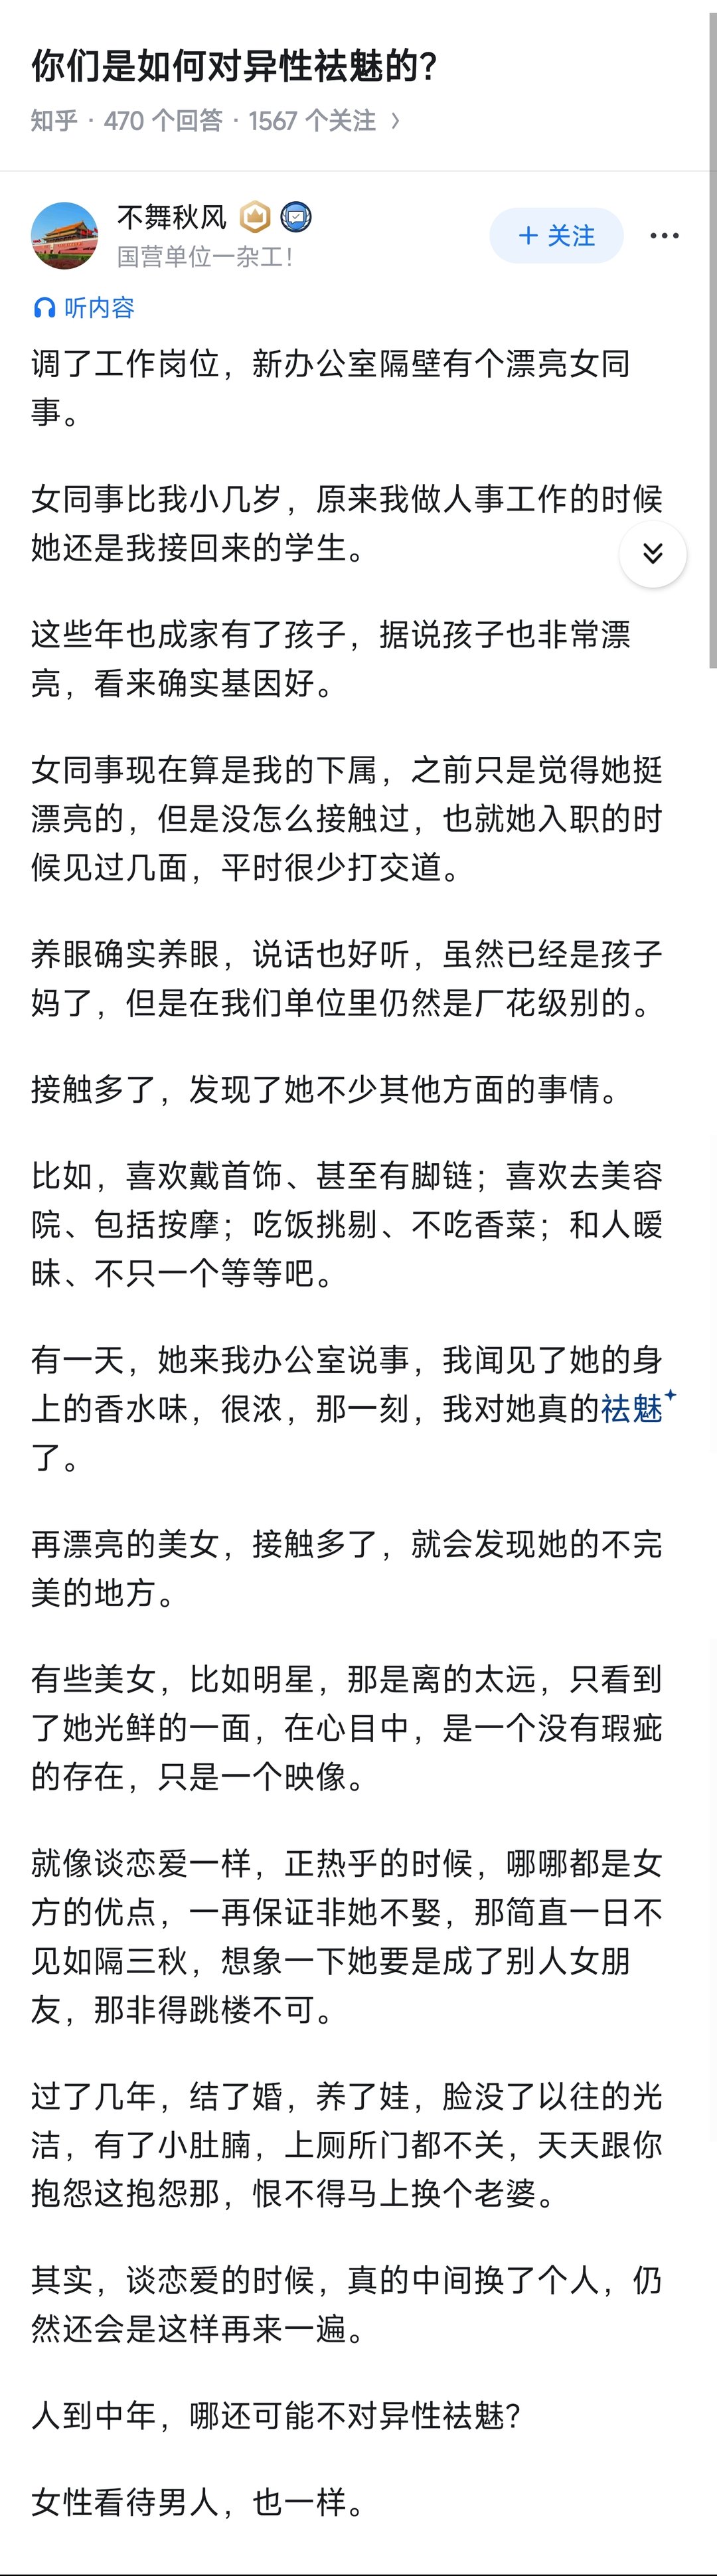 你们是如何对异性祛魅的？
知乎 · 470 个回答 · 1567 个关注 >
不舞秋风
国营单位一杂工！
+ 关注
听内容
调了工作岗位，新办公室隔壁有个漂亮女同
事。
女同事比我小几岁，原来我做人事工作的时候
她还是我接回来的学生。
这些年也成家有了孩子，据说孩子也非常漂
亮，看来确实基因好。
女同事现在算是我的下属，之前只是觉得她挺
漂亮的，但是没怎么接触过，也就她入职的时
候见过几面，平时很少打交道。
养眼确实养眼，说话也好听，虽然已经是孩子
妈了，但是在我们单位里仍然是厂花级别的。
接触多了，发现了她不少其他方面的事情。
比如，喜欢戴首饰、甚至有脚链；喜欢去美容
院、包括按摩；吃饭挑剔、不吃香菜；和人暧
昧、不只一个等等吧。
有一天，她来我办公室说事，我闻见了她的身
上的香水味，很浓，那一刻，我对她真的祛魅
了。
再漂亮的美女，接触多了，就会发现她的不完
美的地方。
有些美女，比如明星，那是离的太远，只看到
了她光鲜的一面，在心目中，是一个没有瑕疵
的存在，只是一个映像。
就像谈恋爱一样，正热乎的时候，哪哪都是女
方的优点，一再保证非她不娶，那简直一日不
见如隔三秋，想象一下她要是成了别人女朋
友，那非得跳楼不可。
过了几年，结了婚，养了娃，脸没了以往的光
洁，有了小肚腩，上厕所门都不关，天天跟你
抱怨这抱怨那，恨不得马上换个老婆。
其实，谈恋爱的时候，真的中间换了个人，仍
然还会是这样再来一遍。
人到中年，哪还可能不对异性祛魅？
女性看待男人，也一样。